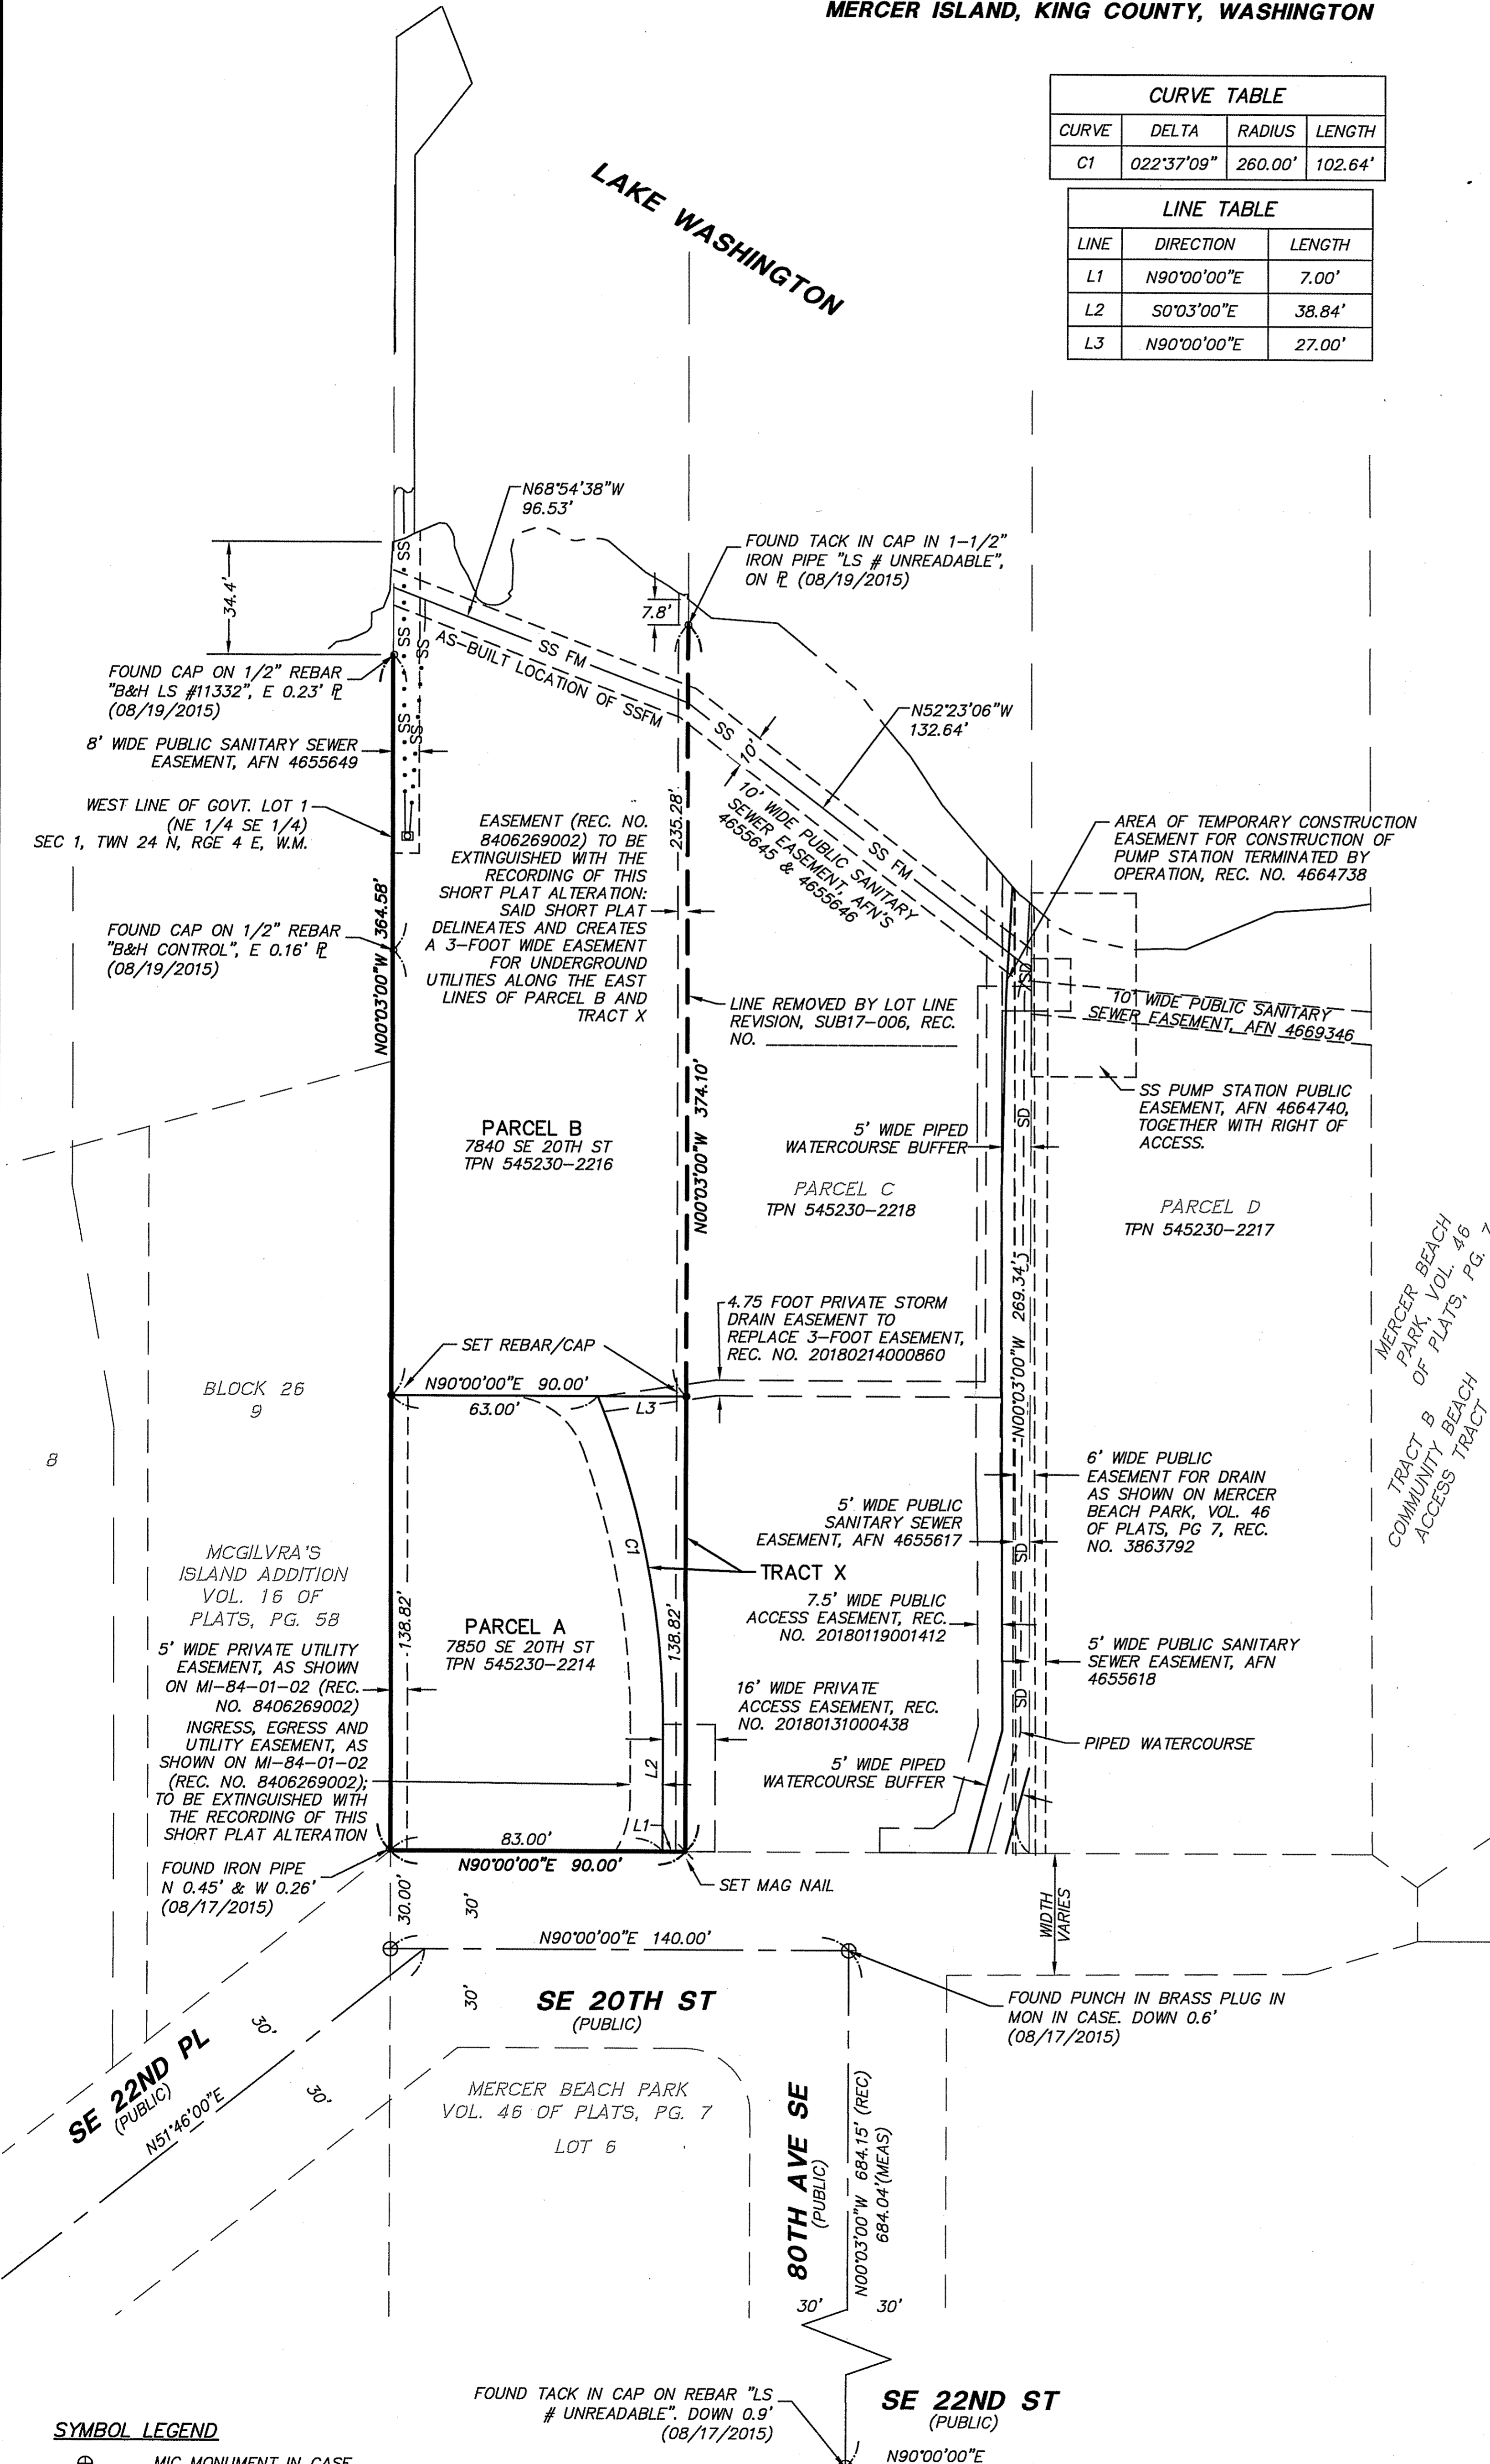 MERCER ISLAND, KING COUNTY, WASHINGTON
CURVE TABLE
CURVE DELTA RADIUS LENGTH
C1 022°37'09" 260.00' 102.64'
LINE TABLE
LINE DIRECTION LENGTH
L1 N90°00'00"E 7.00'
L2 S0°03'00"E 38.84'
L3 N90°00'00"E 27.00'
LAKE WASHINGTON
N68°54'38"W
96.53'
FOUND TACK IN CAP IN 1-1/2"
IRON PIPE "LS # UNREADABLE",
ON ℄ (08/19/2015)
34.4'
7.8'
SS
SS
SS
SS
SS
SS FM
AS-BUILT LOCATION OF SSFM
FOUND CAP ON 1/2" REBAR
"B&H LS #11332", E 0.23' ℄
(08/19/2015)
8' WIDE PUBLIC SANITARY SEWER
EASEMENT, AFN 4655649
WEST LINE OF GOVT. LOT 1
(NE 1/4 SE 1/4)
SEC 1, TWN 24 N, RGE 4 E, W.M.
N52°23'06"W
132.64'
SS
10'
SS FM
10' WIDE PUBLIC SANITARY
SEWER EASEMENT, AFN'S
4655645 & 4655646
235.28'
EASEMENT (REC. NO.
8406269002) TO BE
EXTINGUISHED WITH THE
RECORDING OF THIS
SHORT PLAT ALTERATION:
SAID SHORT PLAT
DELINEATES AND CREATES
A 3-FOOT WIDE EASEMENT
FOR UNDERGROUND
UTILITIES ALONG THE EAST
LINES OF PARCEL B AND
TRACT X
AREA OF TEMPORARY CONSTRUCTION
EASEMENT FOR CONSTRUCTION OF
PUMP STATION TERMINATED BY
OPERATION, REC. NO. 4664738
N00°03'00"W 364.58'
FOUND CAP ON 1/2" REBAR
"B&H CONTROL", E 0.16' ℄
(08/19/2015)
LINE REMOVED BY LOT LINE
REVISION, SUB17-006, REC.
NO.
SD
10' WIDE PUBLIC SANITARY
SEWER EASEMENT, AFN 4669346
N00°03'00"W 374.10'
SS PUMP STATION PUBLIC
EASEMENT, AFN 4664740,
TOGETHER WITH RIGHT OF
ACCESS.
PARCEL B
7840 SE 20TH ST
TPN 545230-2216
5' WIDE PIPED
WATERCOURSE BUFFER
SD
PARCEL C
TPN 545230-2218
PARCEL D
TPN 545230-2217
MERCER BEACH
PARK, VOL. 46
OF PLATS, PG. 7
TRACT B
COMMUNITY BEACH
ACCESS TRACT
N00°03'00"W 269.34'
4.75 FOOT PRIVATE STORM
DRAIN EASEMENT TO
REPLACE 3-FOOT EASEMENT,
REC. NO. 20180214000860
SET REBAR/CAP
N90°00'00"E 90.00'
63.00'
L3
BLOCK 26
9
8
C1
5' WIDE PUBLIC
SANITARY SEWER
EASEMENT, AFN 4655617
6' WIDE PUBLIC
EASEMENT FOR DRAIN
AS SHOWN ON MERCER
BEACH PARK, VOL. 46
OF PLATS, PG 7, REC.
NO. 3863792
SD
TRACT X
MCGILVRA'S
ISLAND ADDITION
VOL. 16 OF
PLATS, PG. 58
138.82'
PARCEL A
7850 SE 20TH ST
TPN 545230-2214
138.82'
7.5' WIDE PUBLIC
ACCESS EASEMENT, REC.
NO. 20180119001412
5' WIDE PUBLIC SANITARY
SEWER EASEMENT, AFN
4655618
SD
5' WIDE PRIVATE UTILITY
EASEMENT, AS SHOWN
ON MI-84-01-02 (REC.
NO. 8406269002)
16' WIDE PRIVATE
ACCESS EASEMENT, REC.
NO. 20180131000438
PIPED WATERCOURSE
INGRESS, EGRESS AND
UTILITY EASEMENT, AS
SHOWN ON MI-84-01-02
(REC. NO. 8406269002);
TO BE EXTINGUISHED WITH
THE RECORDING OF THIS
SHORT PLAT ALTERATION
L2
5' WIDE PIPED
WATERCOURSE BUFFER
L1
83.00'
N90°00'00"E 90.00'
FOUND IRON PIPE
N 0.45' & W 0.26'
(08/17/2015)
SET MAG NAIL
30.00'
30'
WIDTH
VARIES
N90°00'00"E 140.00'
30'
SE 20TH ST
(PUBLIC)
FOUND PUNCH IN BRASS PLUG IN
MON IN CASE. DOWN 0.6'
(08/17/2015)
30'
SE 22ND PL
(PUBLIC)
N51°46'00"E
30'
MERCER BEACH PARK
VOL. 46 OF PLATS, PG. 7
LOT 6
80TH AVE SE
(PUBLIC)
N00°03'00"W 684.15' (REC)
684.04'(MEAS)
30' 30'
FOUND TACK IN CAP ON REBAR "LS
# UNREADABLE". DOWN 0.9'
(08/17/2015)
SE 22ND ST
(PUBLIC)
N90°00'00"E
SYMBOL LEGEND
MIC MONUMENT IN CASE